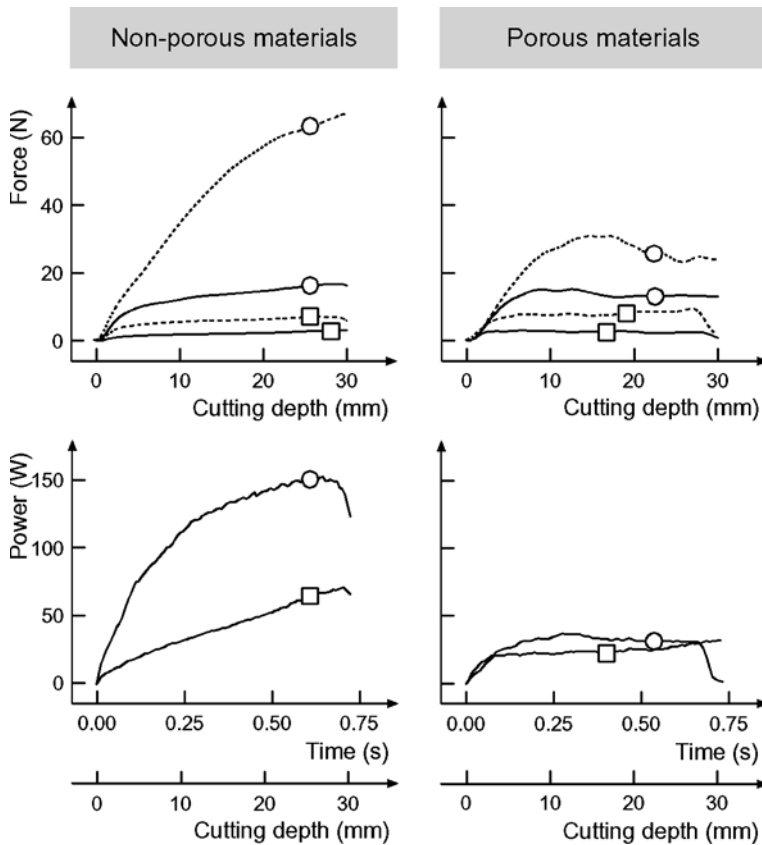 Non-porous materials
Porous materials
Force (N)
60
40
20
0
0 10 20 30
Cutting depth (mm)
0 10 20 30
Cutting depth (mm)
Power (W)
150
100
50
0
0.00 0.25 0.50 0.75
Time (s)
0 10 20 30
Cutting depth (mm)
0.00 0.25 0.50 0.75
Time (s)
0 10 20 30
Cutting depth (mm)